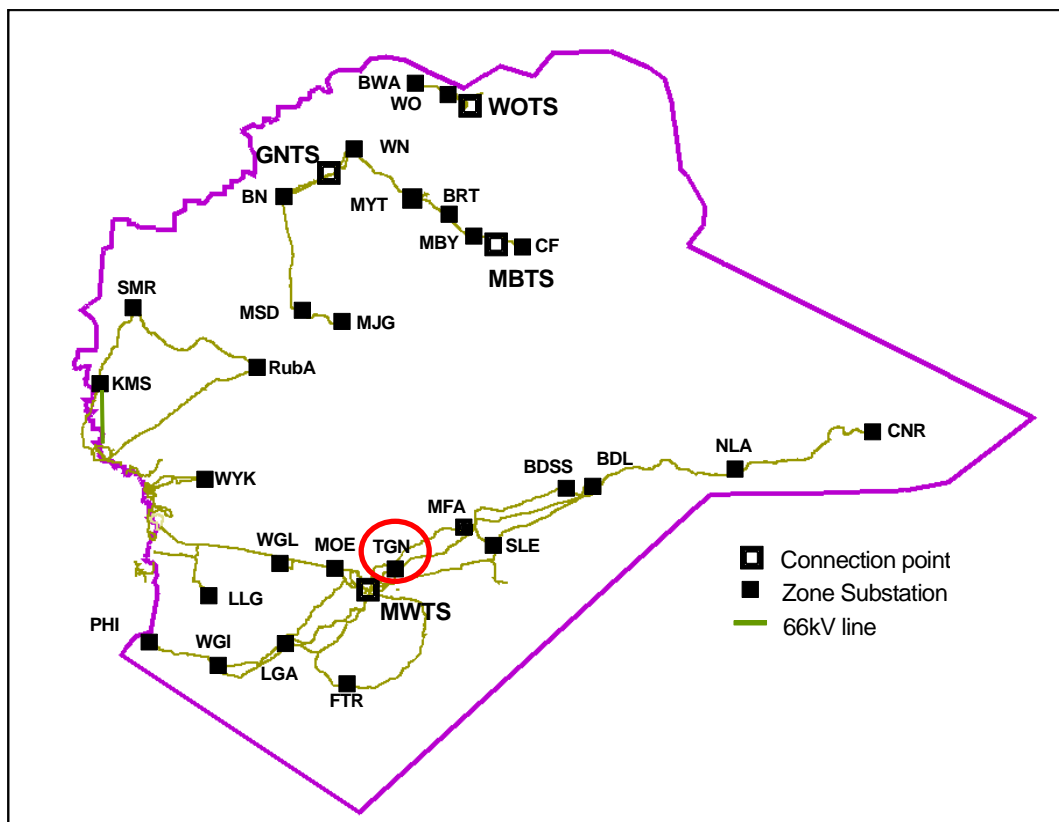 BWA
WO
WOTS
GNTS
WN
BN
MYT
BRT
MBY
CF
MBTS
SMR
MSD
MJG
RubA
KMS
CNR
NLA
BDSS
BDL
WYK
MFA
WGL
MOE
TGN
SLE
Connection point
LLG
MWTS
Zone Substation
PHI
WGI
66kV line
LGA
FTR